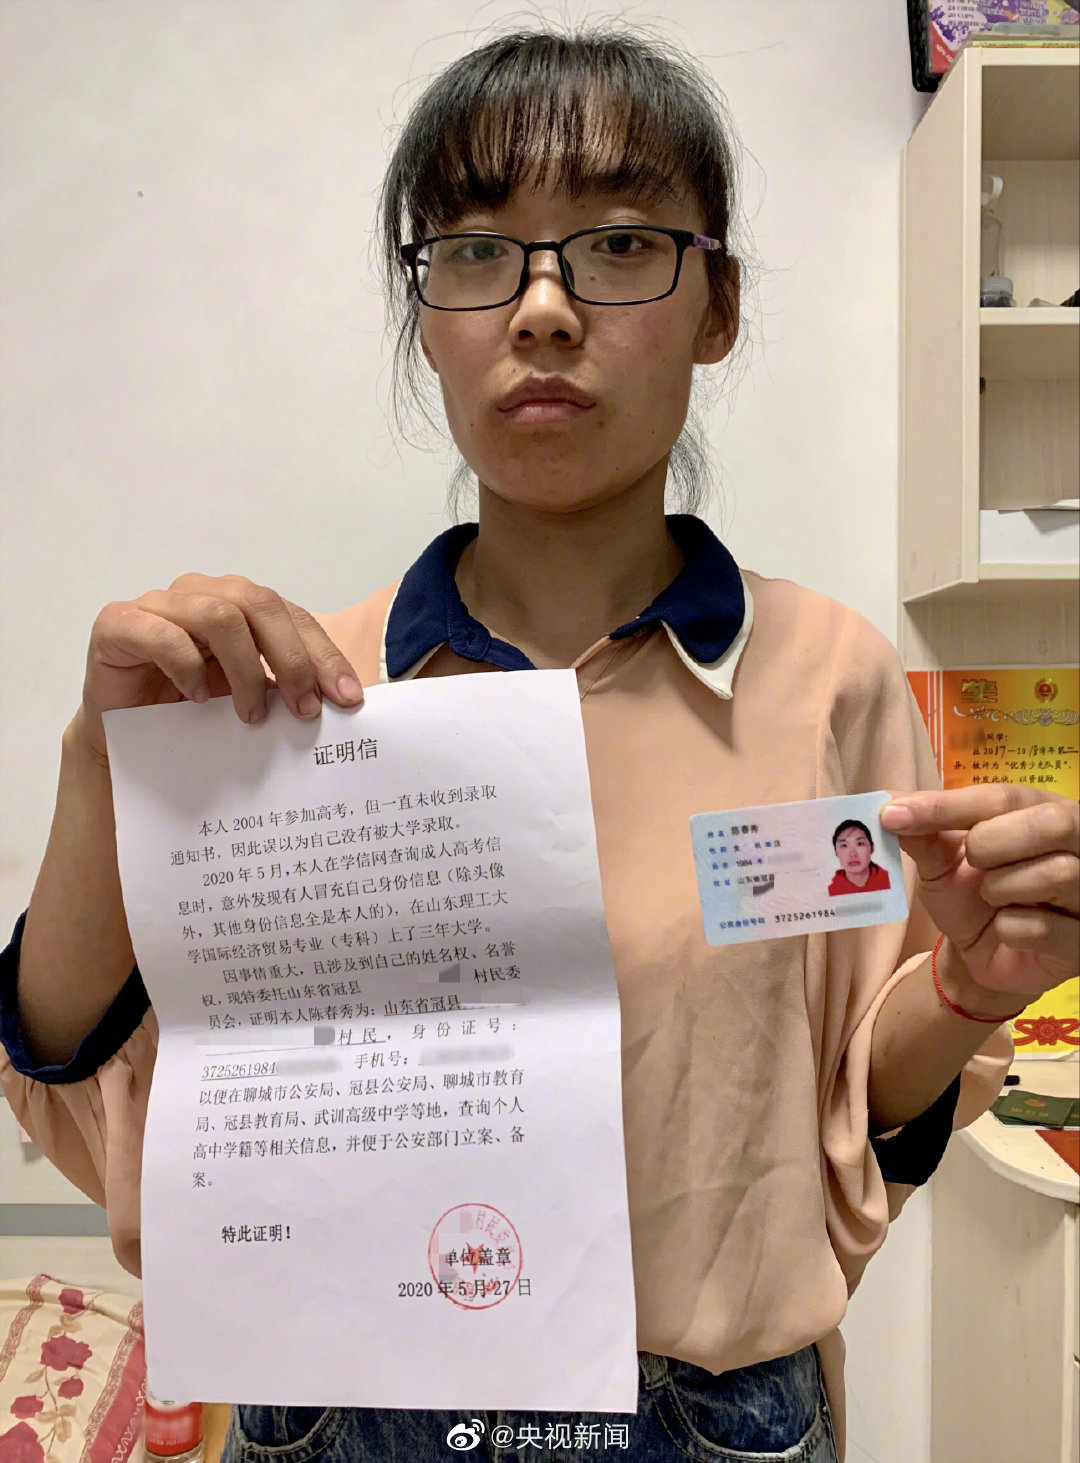 证明信
本人 2004 年参加高考，但一直未收到录取
通知书，因此误以为自己没有被大学录取。
2020 年 5 月，本人在学信网查询成人高考信
息时，意外发现有人冒充自己身份信息（除头像
外，其他身份信息全是本人的），在山东理工大
学国际经济贸易专业（专科）上了三年大学。
因事情重大，且涉及到自己的姓名权、名誉
权，现特委托山东省冠县 村民委
员会，证明本人陈春秀为：山东省冠县
村民，身份证号：
3725261984 手机号：
以便在聊城市公安局、冠县公安局、聊城市教育
局、冠县教育局、武训高级中学等地，查询个人
高中学籍等相关信息，并便于公安部门立案、备
案。
特此证明！
单位盖章
2020 年 5 月 27 日
姓名 陈春秀
性别 女 民族 汉
出生 1984 年
住址 山东省冠县
公民身份号码 3725261984
同学：
在 2017—2018学年第二
被评为“优秀少先队员”，
特发此状，以资鼓励。
@央视新闻